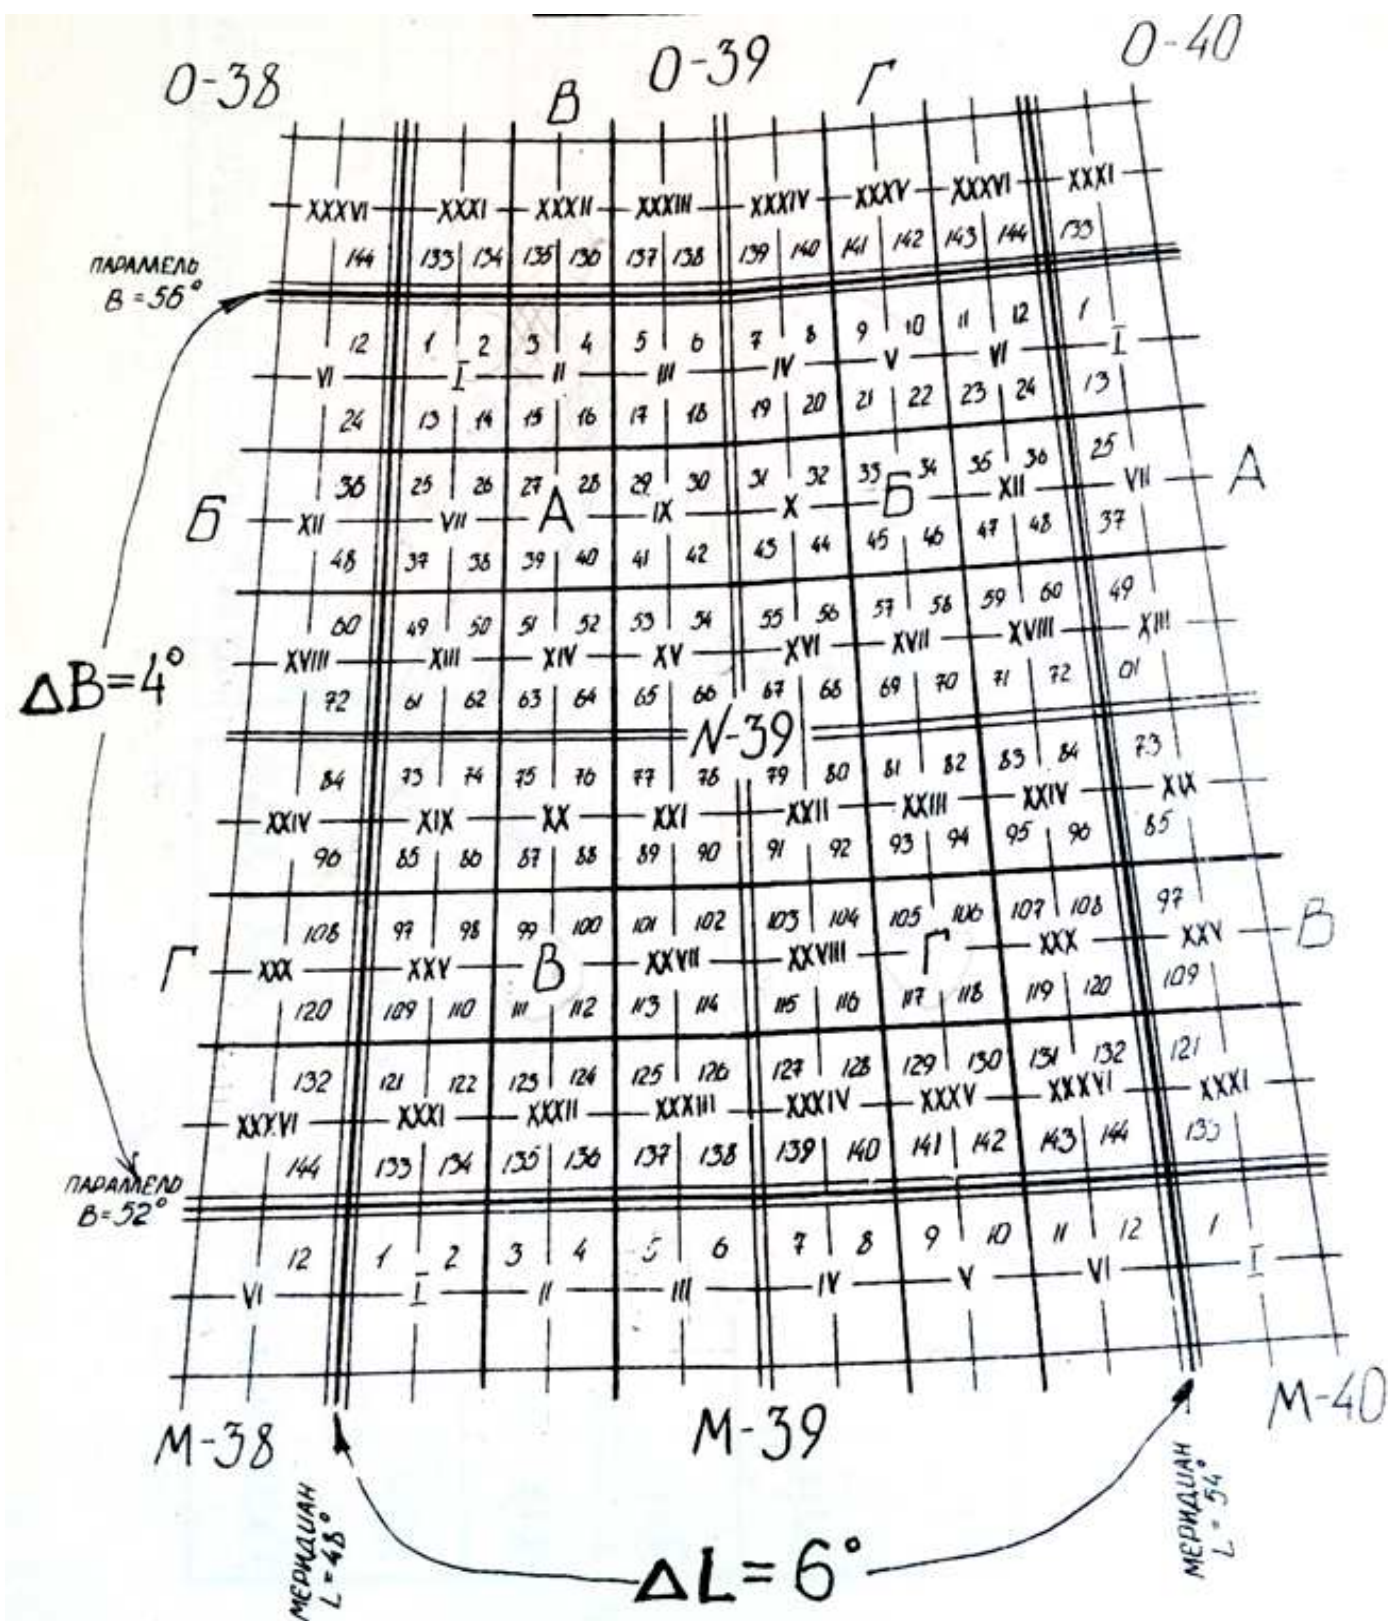 О-38 О-39 О-40
В Г
XXXVI XXXI XXXII XXXIII XXXIV XXXV XXXVI XXXI
144 133 134 135 136 137 138 139 140 141 142 143 144 133
ПАРАЛЛЕЛЬ
В=56°
12 1 2 3 4 5 6 7 8 9 10 11 12 1
VI I II III IV V VI I
24 13 14 15 16 17 18 19 20 21 22 23 24 13
36 25 26 27 28 29 30 31 32 33 34 35 36 25
Б XII VII А IX X Б XII VII А
48 37 38 39 40 41 42 43 44 45 46 47 48 37
60 49 50 51 52 53 54 55 56 57 58 59 60 49
XVIII XIII XIV XV XVI XVII XVIII XIII
ΔВ=4°
72 61 62 63 64 65 66 67 68 69 70 71 72 61
N-39
84 73 74 75 76 77 78 79 80 81 82 83 84 73
XXIV XIX XX XXI XXII XXIII XXIV XIX
96 85 86 87 88 89 90 91 92 93 94 95 96 85
108 97 98 99 100 101 102 103 104 105 106 107 108 97
Г XXX XXV В XXVII XXVIII Г XXX XXV В
120 109 110 111 112 113 114 115 116 117 118 119 120 109
132 121 122 123 124 125 126 127 128 129 130 131 132 121
XXXVI XXXI XXXII XXXIII XXXIV XXXV XXXVI XXXI
144 133 134 135 136 137 138 139 140 141 142 143 144 133
ПАРАЛЛЕЛЬ
В=52°
12 1 2 3 4 5 6 7 8 9 10 11 12 1
VI I II III IV V VI I
М-38 М-39 М-40
МЕРИДИАН
L=48°
ΔL=6°
МЕРИДИАН
L=54°